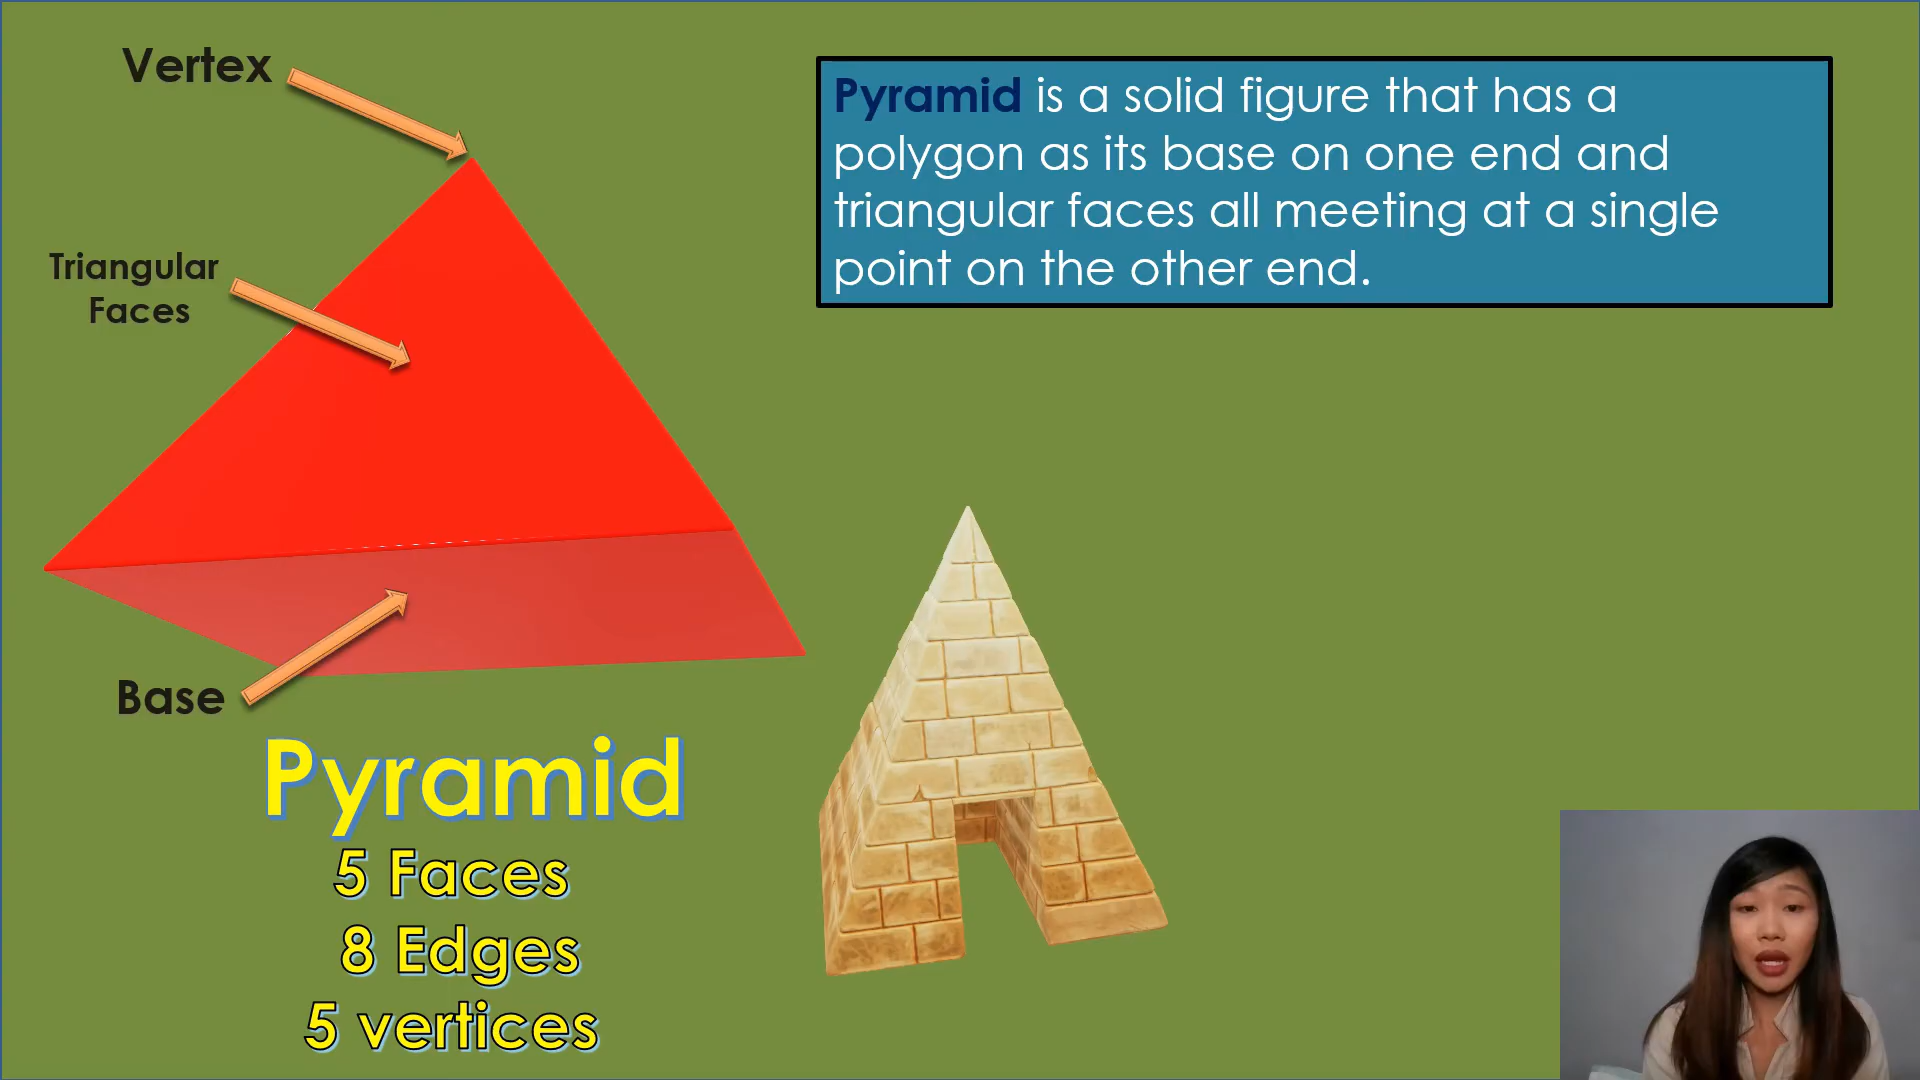 Vertex
Triangular
Faces
Base
Pyramid
5 Faces
8 Edges
5 vertices
Pyramid is a solid figure that has a
polygon as its base on one end and
triangular faces all meeting at a single
point on the other end.